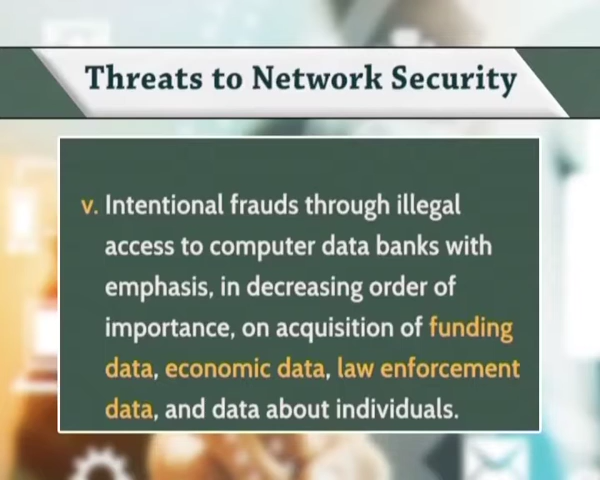 Threats to Network Security
v. Intentional frauds through illegal
access to computer data banks with
emphasis, in decreasing order of
importance, on acquisition of funding
data, economic data, law enforcement
data, and data about individuals.